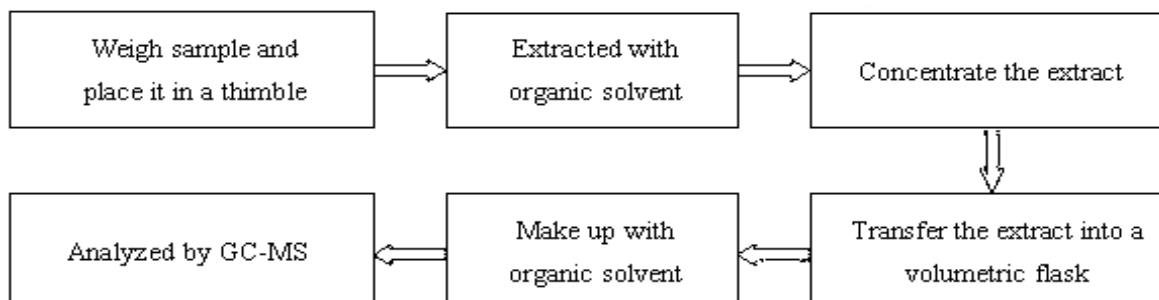 Weigh sample and
place it in a thimble
Extracted with
organic solvent
Concentrate the extract
Transfer the extract into a
volumetric flask
Make up with
organic solvent
Analyzed by GC-MS